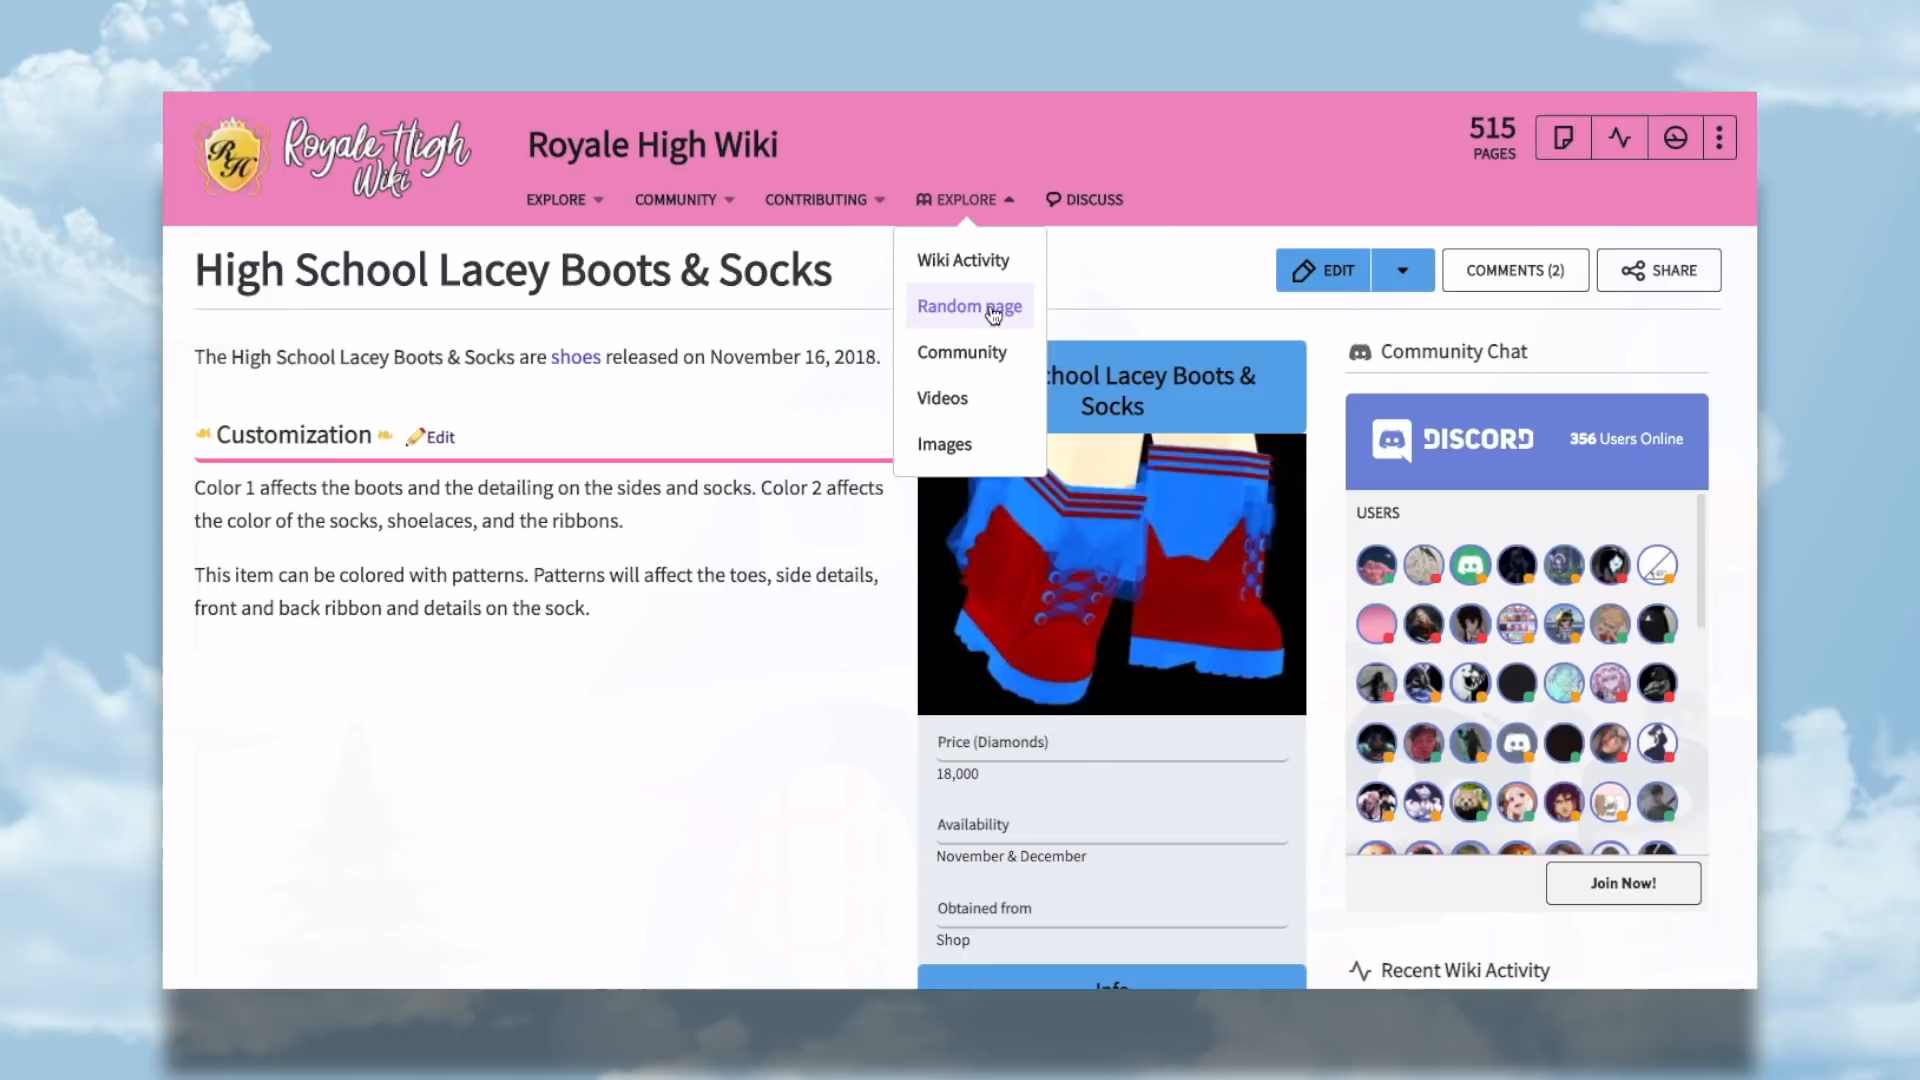 RH
Royale High
Wiki
Royale High Wiki
515
PAGES
EXPLORE
COMMUNITY
CONTRIBUTING
EXPLORE
DISCUSS
High School Lacey Boots & Socks
Wiki Activity
Random page
Community
Videos
Images
EDIT
COMMENTS (2)
SHARE
The High School Lacey Boots & Socks are shoes released on November 16, 2018.
Customization
Edit
Color 1 affects the boots and the detailing on the sides and socks. Color 2 affects
the color of the socks, shoelaces, and the ribbons.
This item can be colored with patterns. Patterns will affect the toes, side details,
front and back ribbon and details on the sock.
Lacey Boots &
Socks
Price (Diamonds)
18,000
Availability
November & December
Obtained from
Shop
Info
Community Chat
DISCORD
356 Users Online
USERS
Join Now!
Recent Wiki Activity